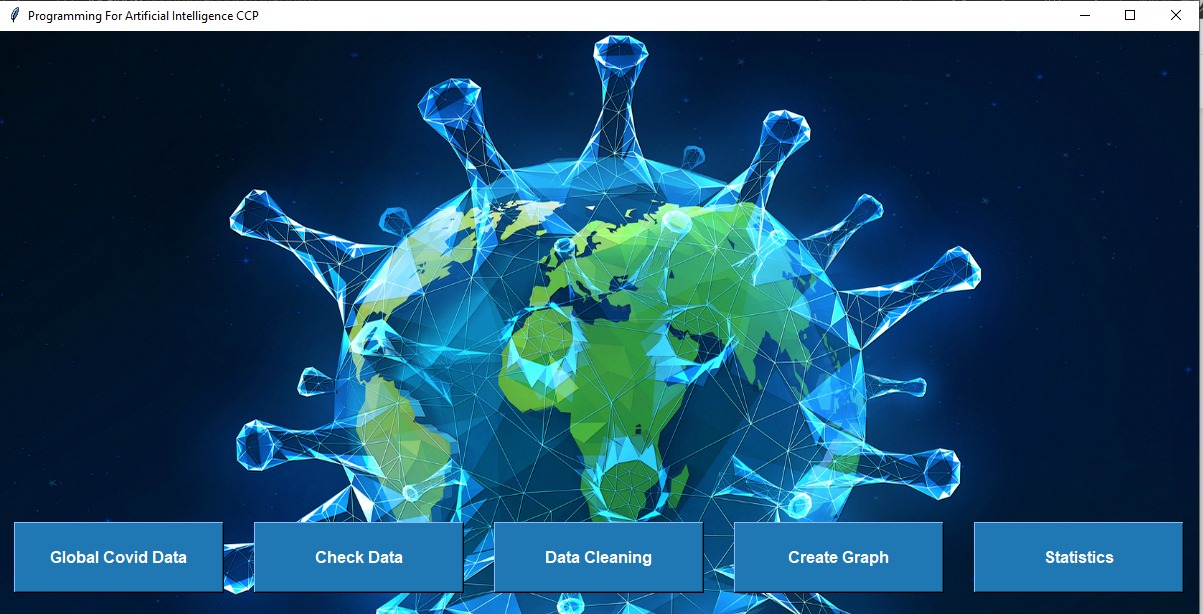 Programming For Artificial Intelligence CCP
Global Covid Data
Check Data
Data Cleaning
Create Graph
Statistics